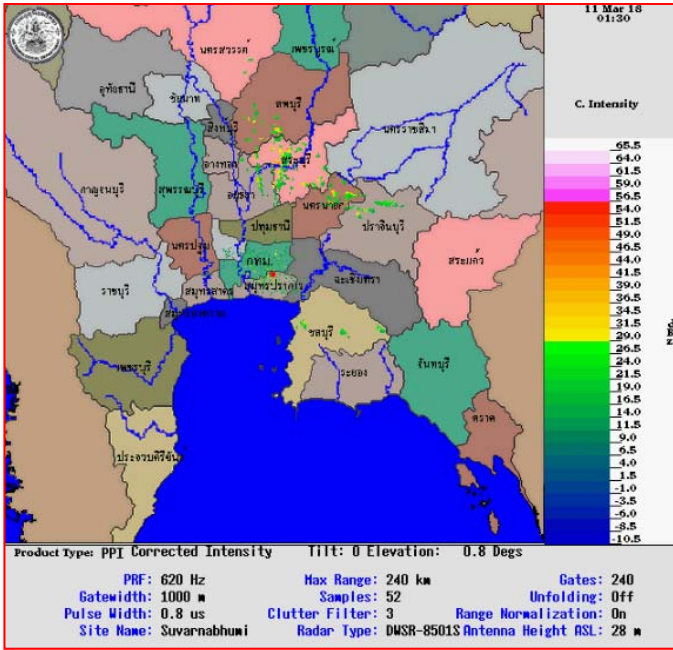 11 Mar 18
01:30
C. Intensity
65.5
64.0
61.5
59.0
56.5
54.0
51.5
49.0
46.5
44.0
41.5
39.0
36.5
34.0
31.5
29.0
26.5
24.0
21.5
19.0
16.5
14.0
11.5
9.0
6.5
4.0
1.5
-1.0
-3.5
-6.0
-8.5
-10.5
นครสวรรค์
เพชรบูรณ์
อุทัยธานี
ชัยนาท
ลพบุรี
สิงหบุรี
นครราชสีมา
อ่างทอง
สระบุรี
กาญจนบุรี
สุพรรณบุรี
อยุธยา
นครนายก
ปทุมธานี
ปราจีนบุรี
นครปฐม
กทม.
สระแก้ว
ราชบุรี
สมุทรสาคร
สมุทรปราการ
ฉะเชิงเทรา
ชลบุรี
เพชรบุรี
ระยอง
จันทบุรี
ตราด
ประจวบคีรีขันธ์
Product Type: PPI Corrected Intensity Tilt: 0 Elevation: 0.8 Degs
PRF: 620 Hz Max Range: 240 km Gates: 240
Gatewidth: 1000 m Samples: 52 Unfolding: Off
Pulse Width: 0.8 us Clutter Filter: 3 Range Normalization: On
Site Name: Suvarnabhumi Radar Type: DWSR-8501S Antenna Height ASL: 28 m